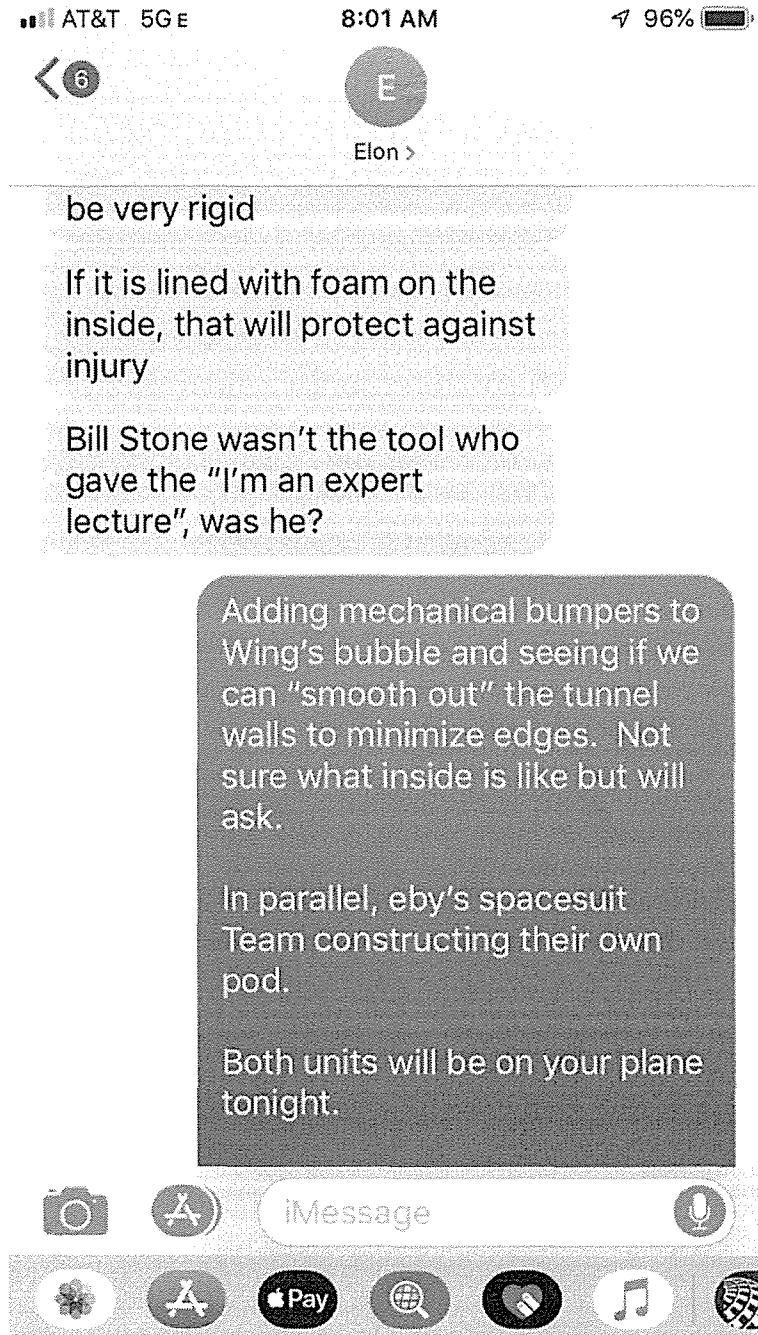 AT&T 5GE 8:01 AM 96%
6
E
Elon >
be very rigid
If it is lined with foam on the
inside, that will protect against
injury
Bill Stone wasn’t the tool who
gave the “I’m an expert
lecture”, was he?
Adding mechanical bumpers to
Wing’s bubble and seeing if we
can “smooth out” the tunnel
walls to minimize edges.  Not
sure what inside is like but will
ask.
In parallel, eby’s spacesuit
Team constructing their own
pod.
Both units will be on your plane
tonight.
iMessage
Pay